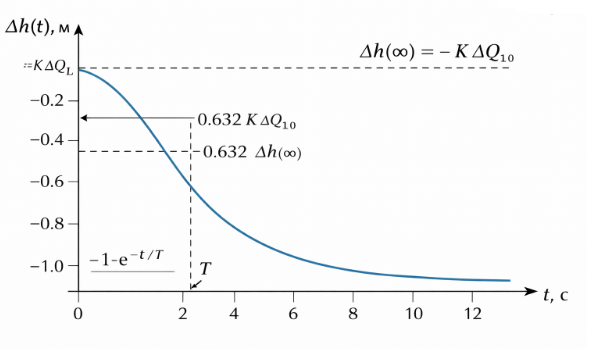 Δh(t), м
Δh(∞) = − K ΔQ₁₀
=KΔQ_L
−0.2
0.632 K ΔQ₁₀
−0.4
0.632 Δh(∞)
−0.6
−0.8
−1-e^{−t/T}
T
−1.0
t, c
0 2 4 6 8 10 12